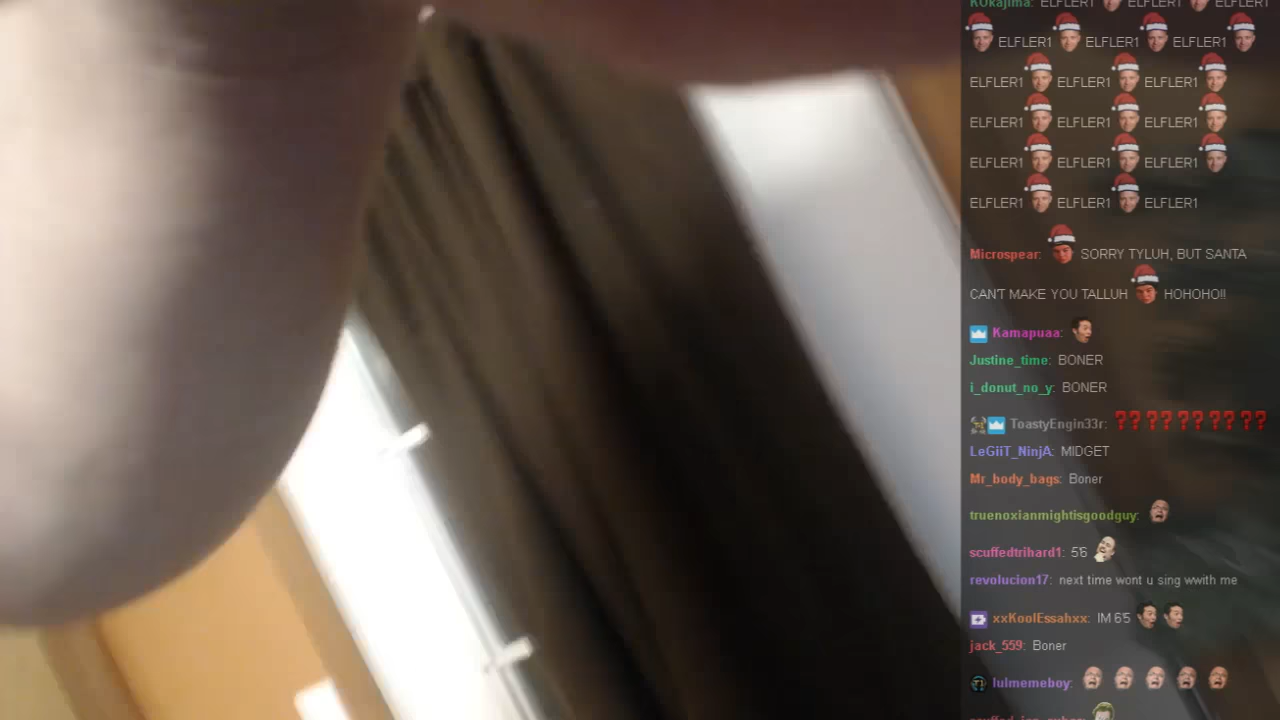 KOkajima: ELFLER1 ELFLER1 ELFLER1
ELFLER1 ELFLER1 ELFLER1
ELFLER1 ELFLER1 ELFLER1
ELFLER1 ELFLER1 ELFLER1
ELFLER1 ELFLER1 ELFLER1
ELFLER1 ELFLER1 ELFLER1
Microspear: SORRY TYLUH, BUT SANTA
CAN'T MAKE YOU TALLUH HOHOHO!!
Kamapuaa:
Justine_time: BONER
i_donut_no_y: BONER
ToastyEngin33r: ??????????
LeGiiT_NinjA: MIDGET
Mr_body_bags: Boner
truenoxianmightisgoodguy:
scuffedtrihard1: 5'6
revolucion17: next time wont u sing wwith me
xxKoolEssahxx: IM 6'5
jack_559: Boner
lulmemeboy: